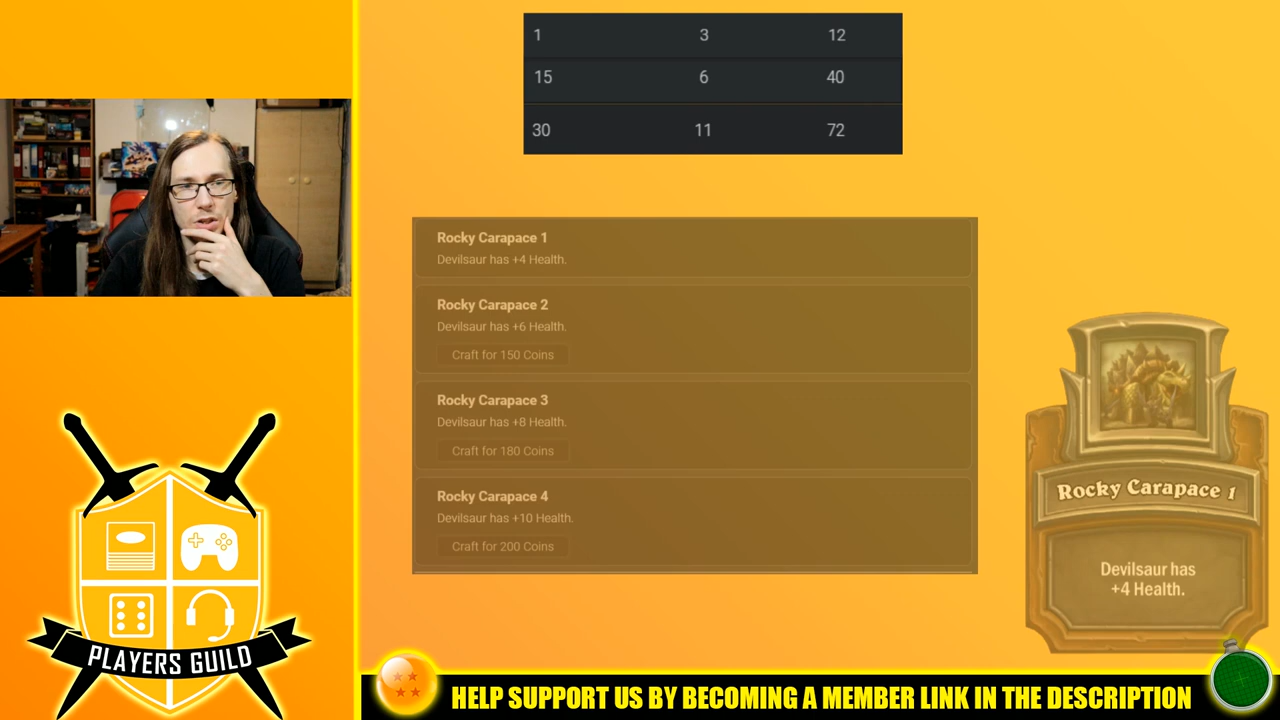 1 3 12
15 6 40
30 11 72
Rocky Carapace 1
Devilsaur has +4 Health.
Rocky Carapace 2
Devilsaur has +6 Health.
Craft for 150 Coins
Rocky Carapace 3
Devilsaur has +8 Health.
Craft for 180 Coins
Rocky Carapace 4
Devilsaur has +10 Health.
Craft for 200 Coins
Rocky Carapace 1
Devilsaur has
+4 Health.
PLAYERS GUILD
HELP SUPPORT US BY BECOMING A MEMBER LINK IN THE DESCRIPTION